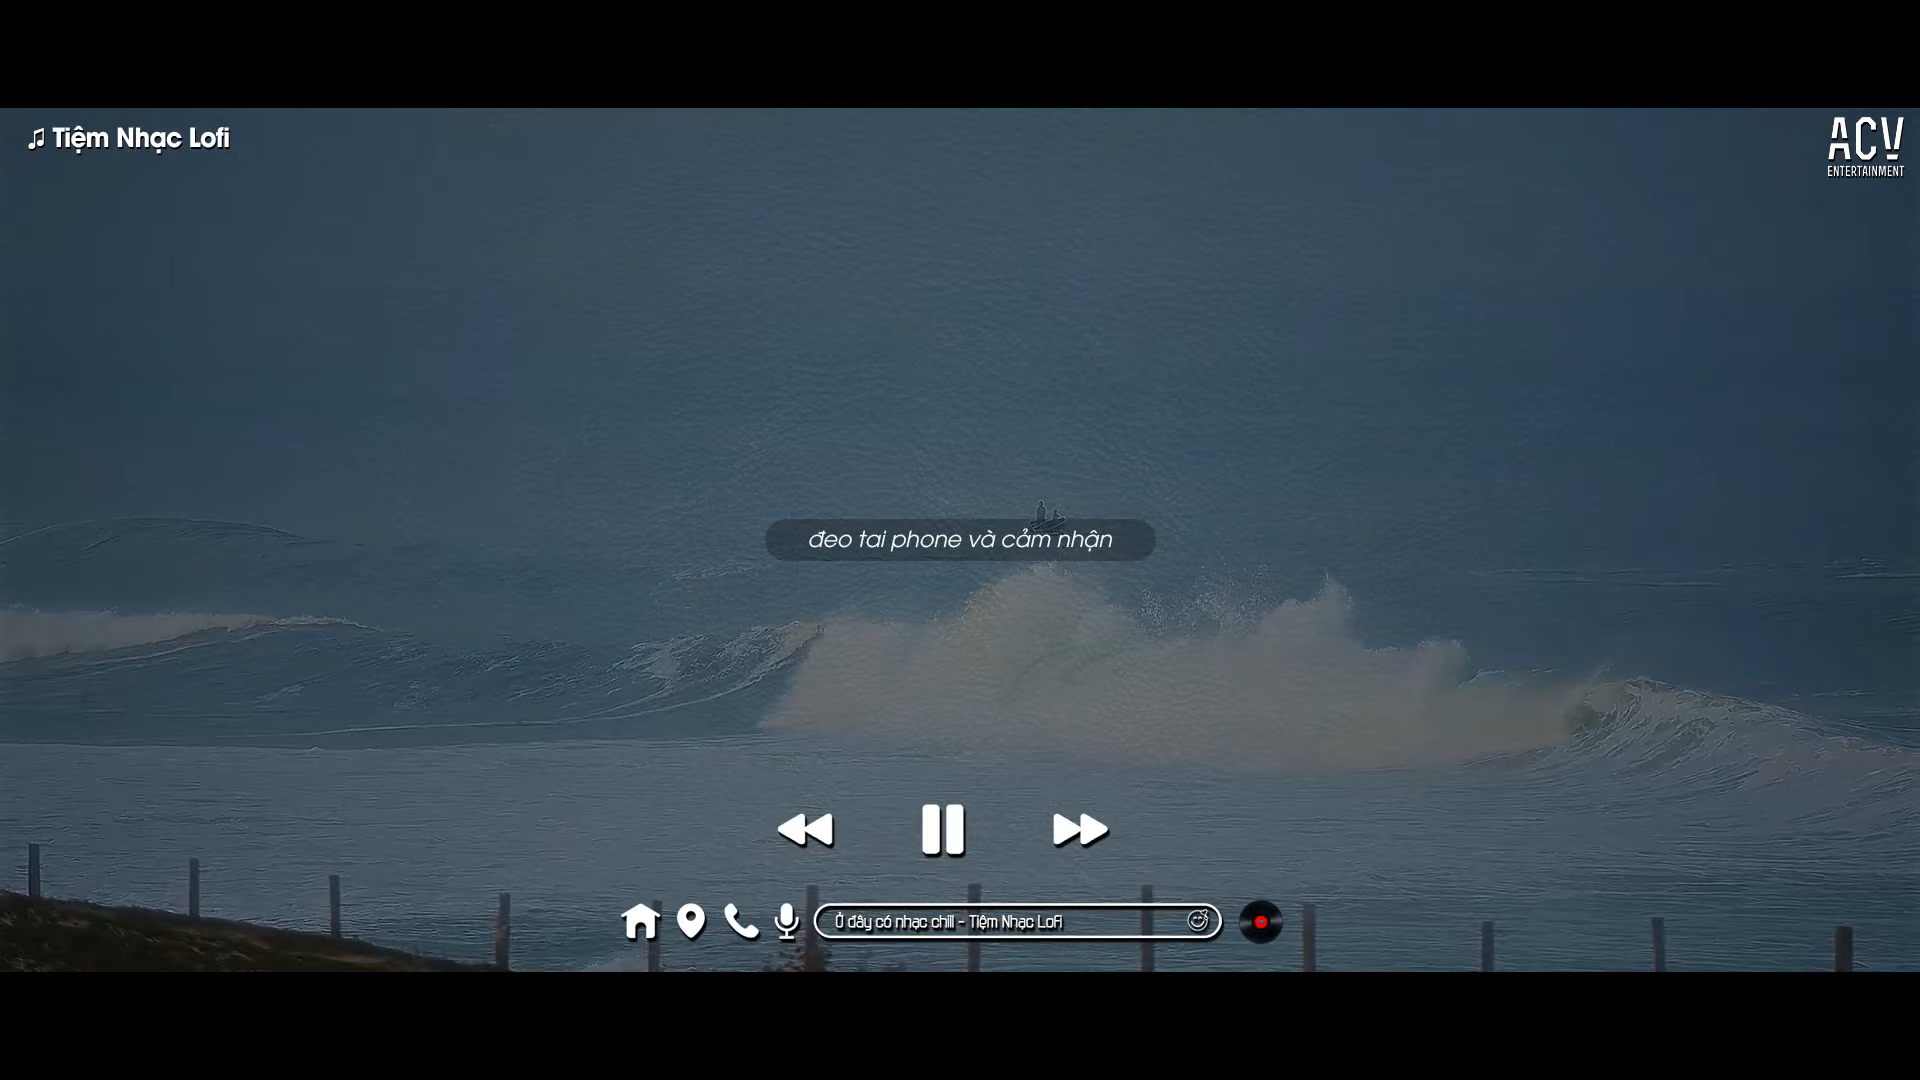 ♫ Tiệm Nhạc Lofi
ACV
ENTERTAINMENT
đeo tai phone và cảm nhận
Ở đây có nhạc chill - Tiệm Nhạc Lofi